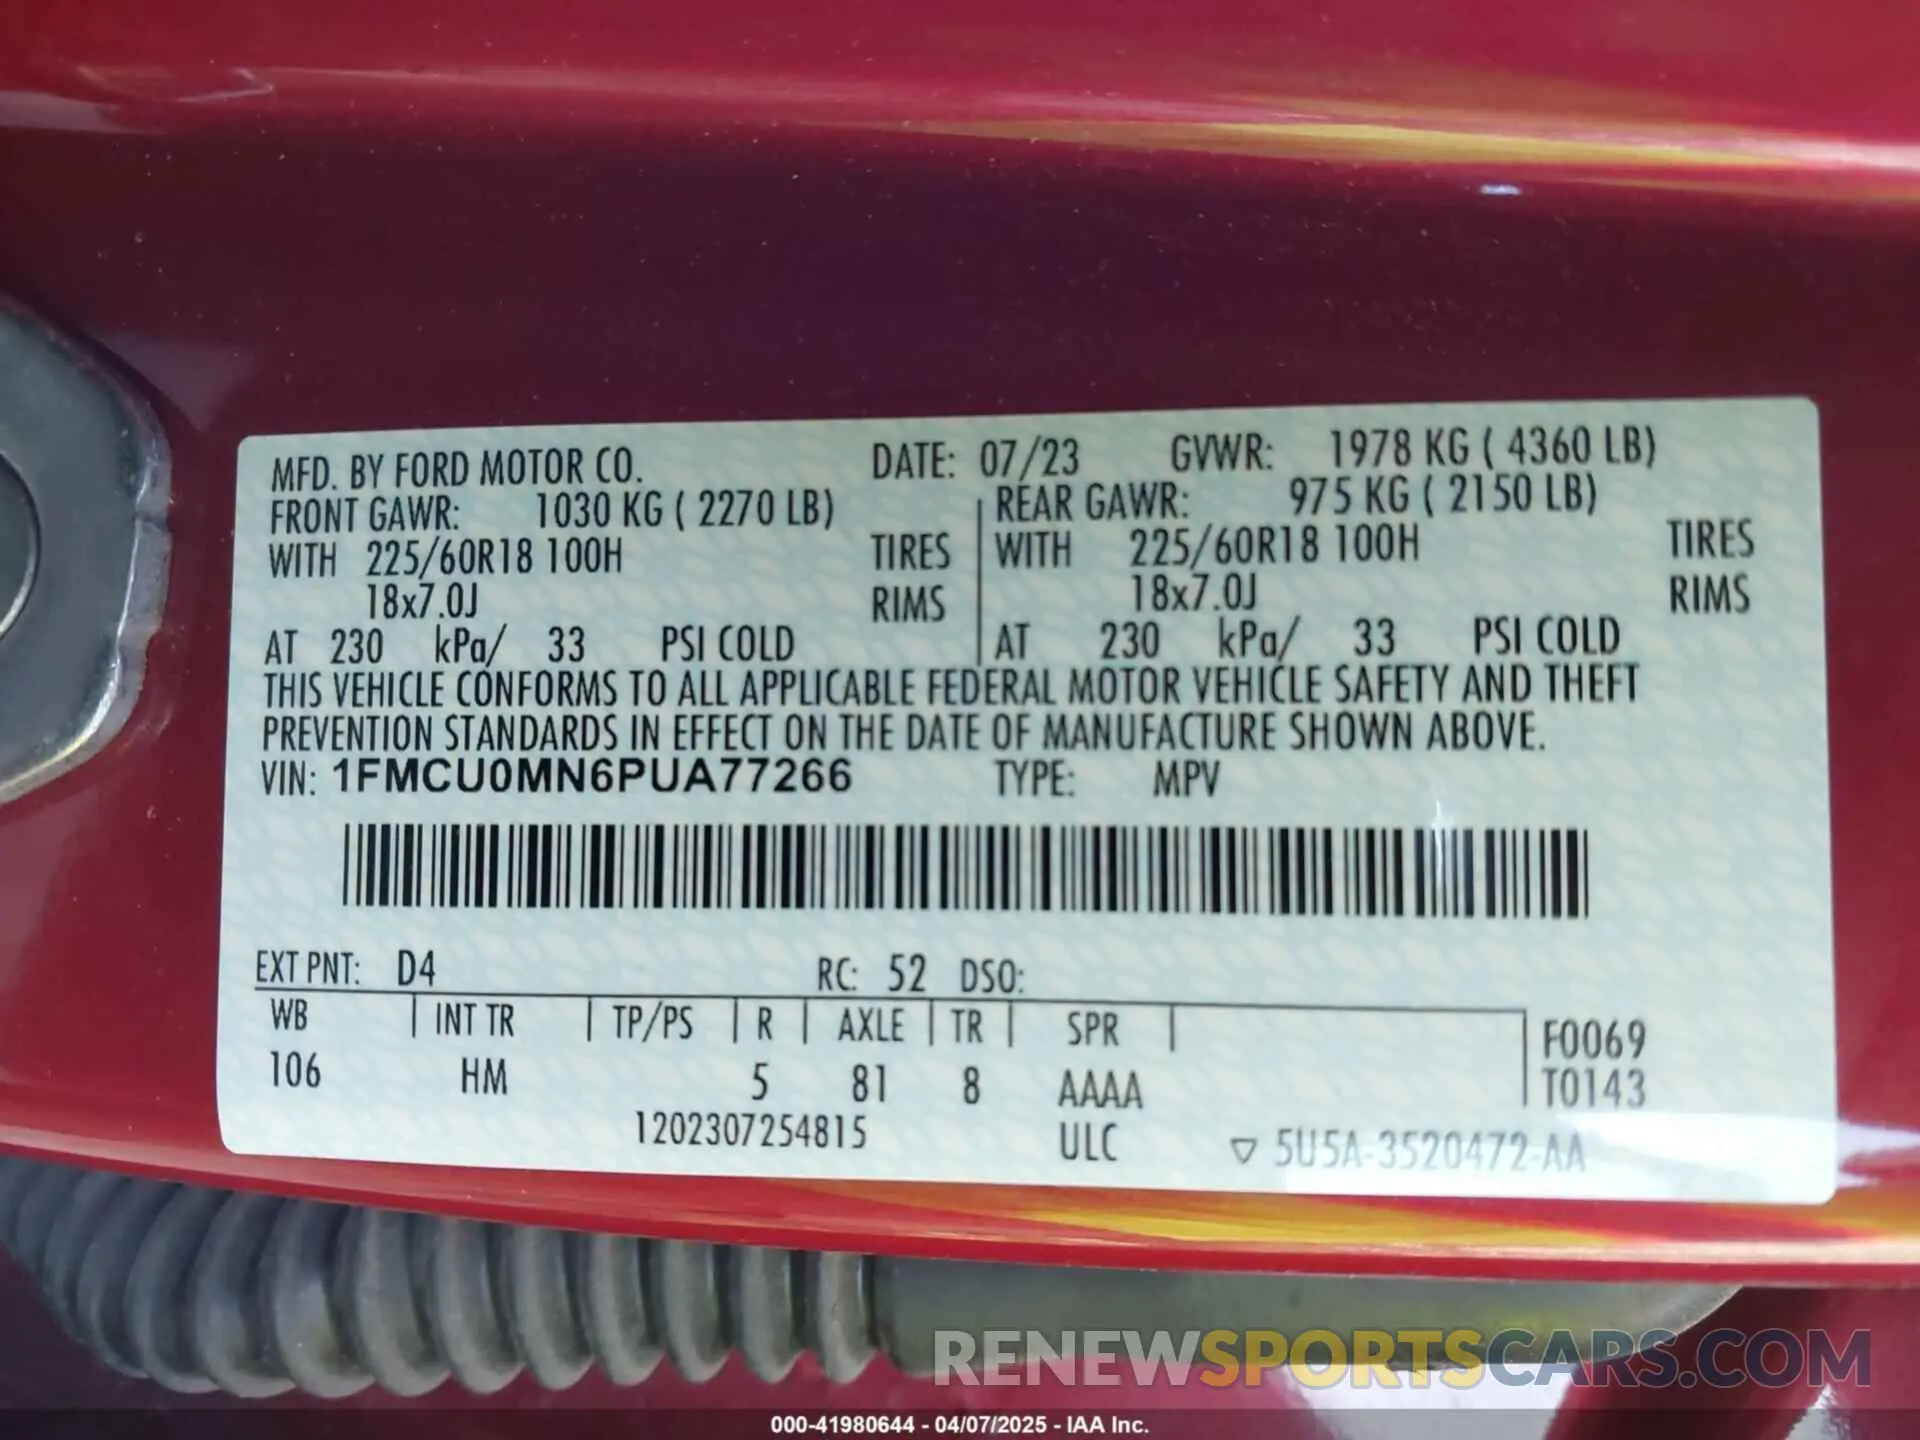 MFD. BY FORD MOTOR CO. DATE: 07/23 GVWR: 1978 KG ( 4360 LB)
FRONT GAWR: 1030 KG ( 2270 LB) REAR GAWR: 975 KG ( 2150 LB)
WITH 225/60R18 100H TIRES WITH 225/60R18 100H TIRES
18x7.0J RIMS 18x7.0J RIMS
AT 230 kPa/ 33 PSI COLD AT 230 kPa/ 33 PSI COLD
THIS VEHICLE CONFORMS TO ALL APPLICABLE FEDERAL MOTOR VEHICLE SAFETY AND THEFT
PREVENTION STANDARDS IN EFFECT ON THE DATE OF MANUFACTURE SHOWN ABOVE.
VIN: 1FMCU0MN6PUA77266 TYPE: MPV
EXT PNT: D4 RC: 52 DSO:
WB INT TR TP/PS R AXLE TR SPR F0069
106 HM 5 81 8 AAAA T0143
1202307254815 ULC ▽ 5U5A-3520472-AA
RENEWSPORTSCARS.COM
000-41980644 - 04/07/2025 - IAA Inc.